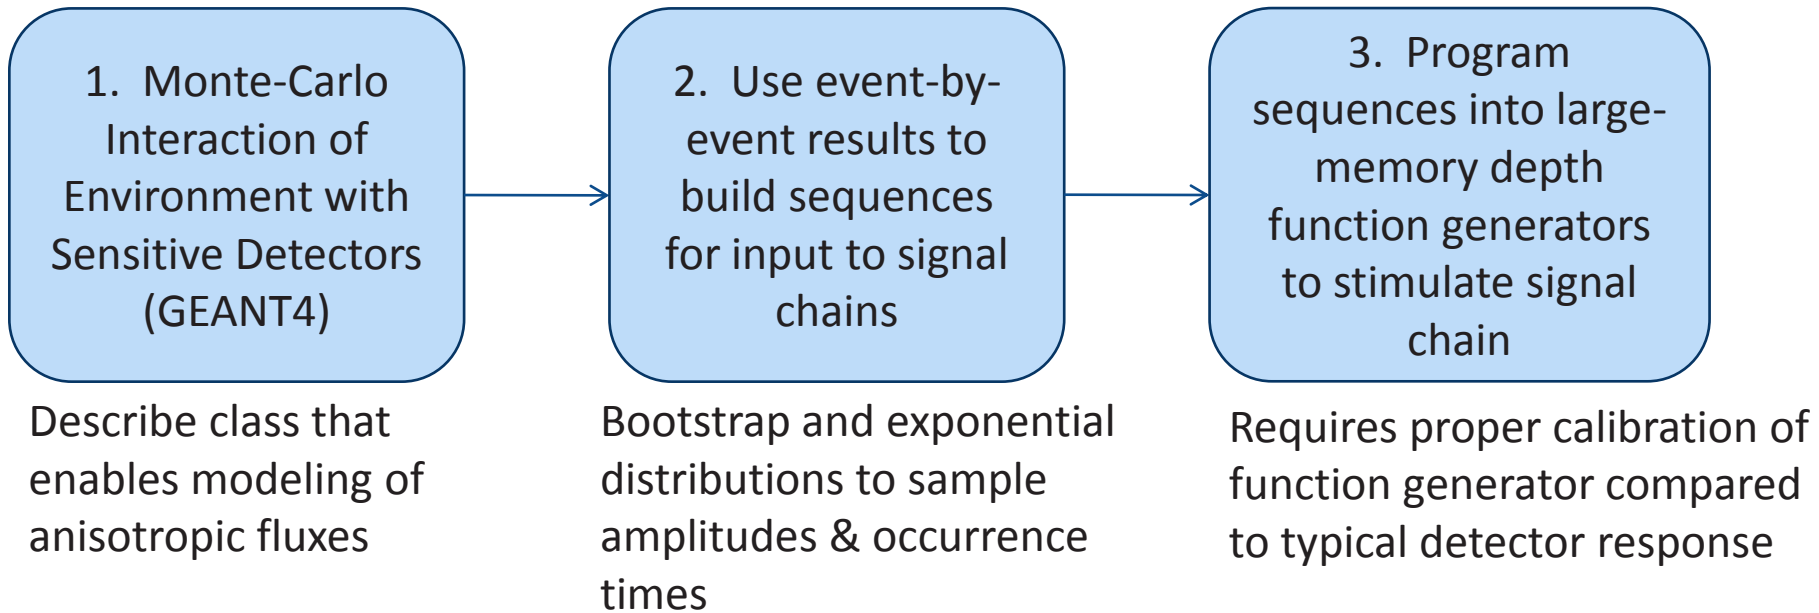 1. Monte-Carlo
Interaction of
Environment with
Sensitive Detectors
(GEANT4)
2. Use event-by-
event results to
build sequences
for input to signal
chains
3. Program
sequences into large-
memory depth
function generators
to stimulate signal
chain
Describe class that
enables modeling of
anisotropic fluxes
Bootstrap and exponential
distributions to sample
amplitudes & occurrence
times
Requires proper calibration of
function generator compared
to typical detector response